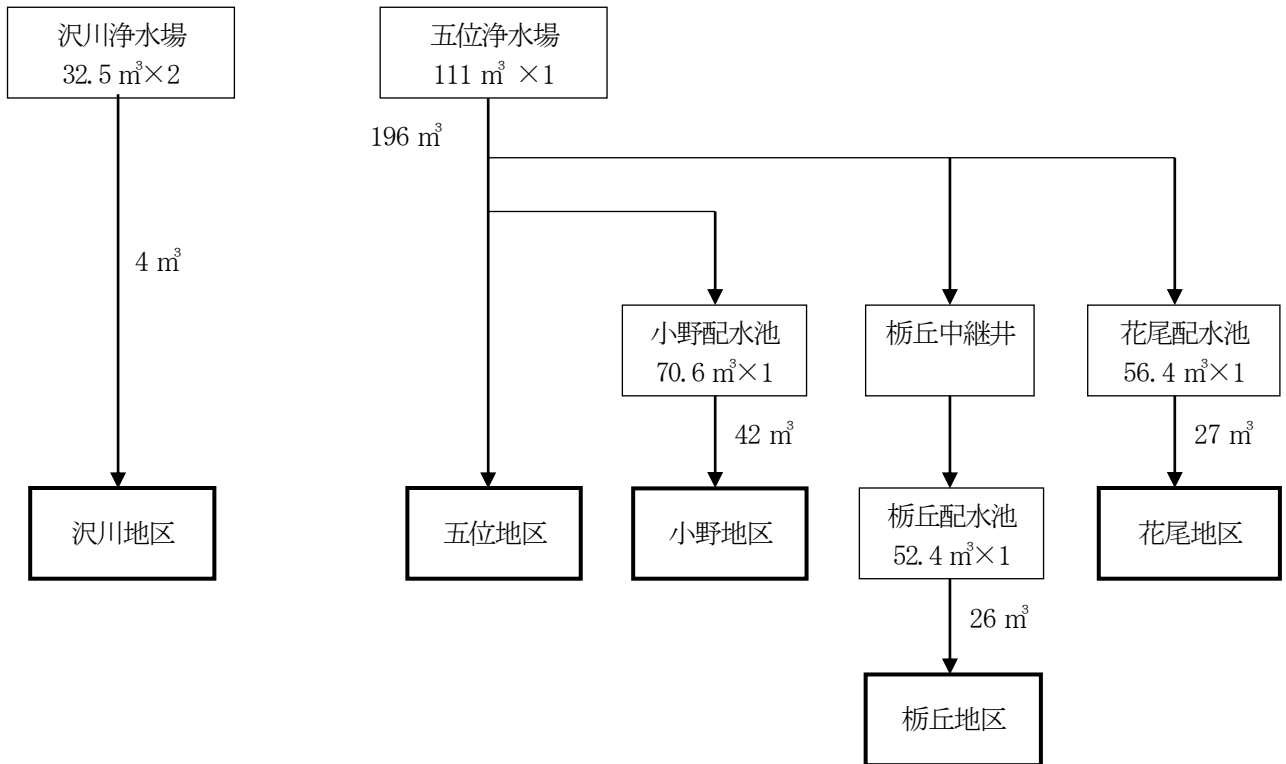 沢川浄水場
32.5 ㎥×2
五位浄水場
111 ㎥ ×1
196 ㎥
4 ㎥
小野配水池
70.6 ㎥×1
栃丘中継井
花尾配水池
56.4 ㎥×1
42 ㎥
27 ㎥
沢川地区
五位地区
小野地区
栃丘配水池
52.4 ㎥×1
花尾地区
26 ㎥
栃丘地区